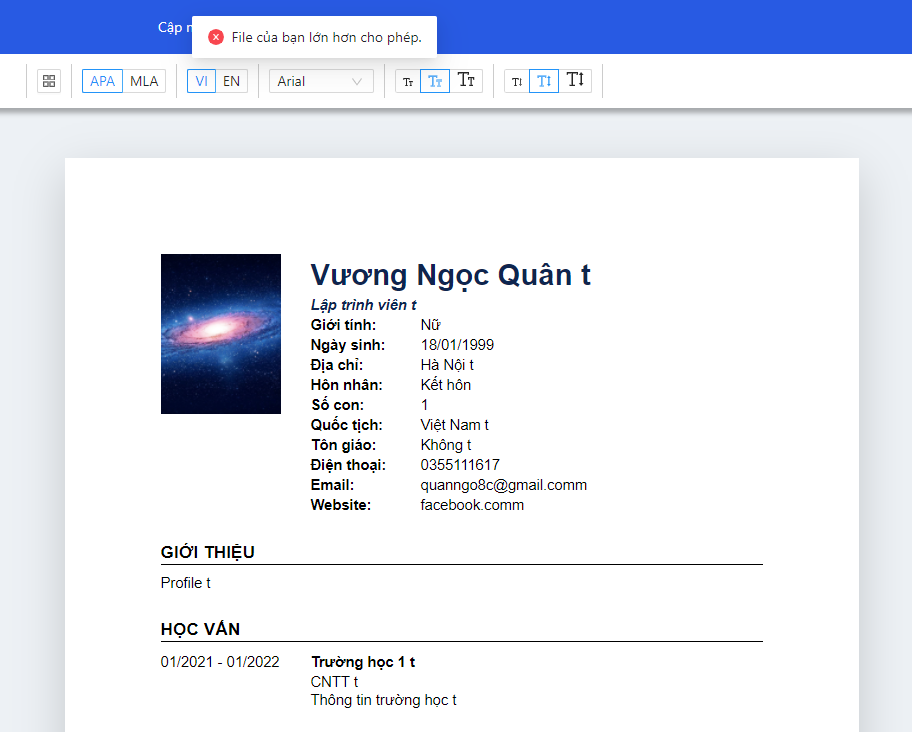 Cập
File của bạn lớn hơn cho phép.
APA MLA VI EN Arial Tт Tт Tт T↕ T↕ T↕
Vương Ngọc Quân t
Lập trình viên t
Giới tính: Nữ
Ngày sinh: 18/01/1999
Địa chỉ: Hà Nội t
Hôn nhân: Kết hôn
Số con: 1
Quốc tịch: Việt Nam t
Tôn giáo: Không t
Điện thoại: 0355111617
Email: quanngo8c@gmail.comm
Website: facebook.comm
GIỚI THIỆU
Profile t
HỌC VẤN
01/2021 - 01/2022 Trường học 1 t
CNTT t
Thông tin trường học t